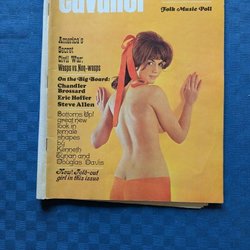 cavalier
Folk Music Poll
America's
Secret
Civil War:
Wasps vs. Non-wasps
On the Big Board:
Chandler
Brossard
Eric Hoffer
Steve Allen
Bottoms Up!
great new
look in
female
shapes
by
Kenneth
Tynan and
Douglas Davis
New! Fold-out
girl in this issue